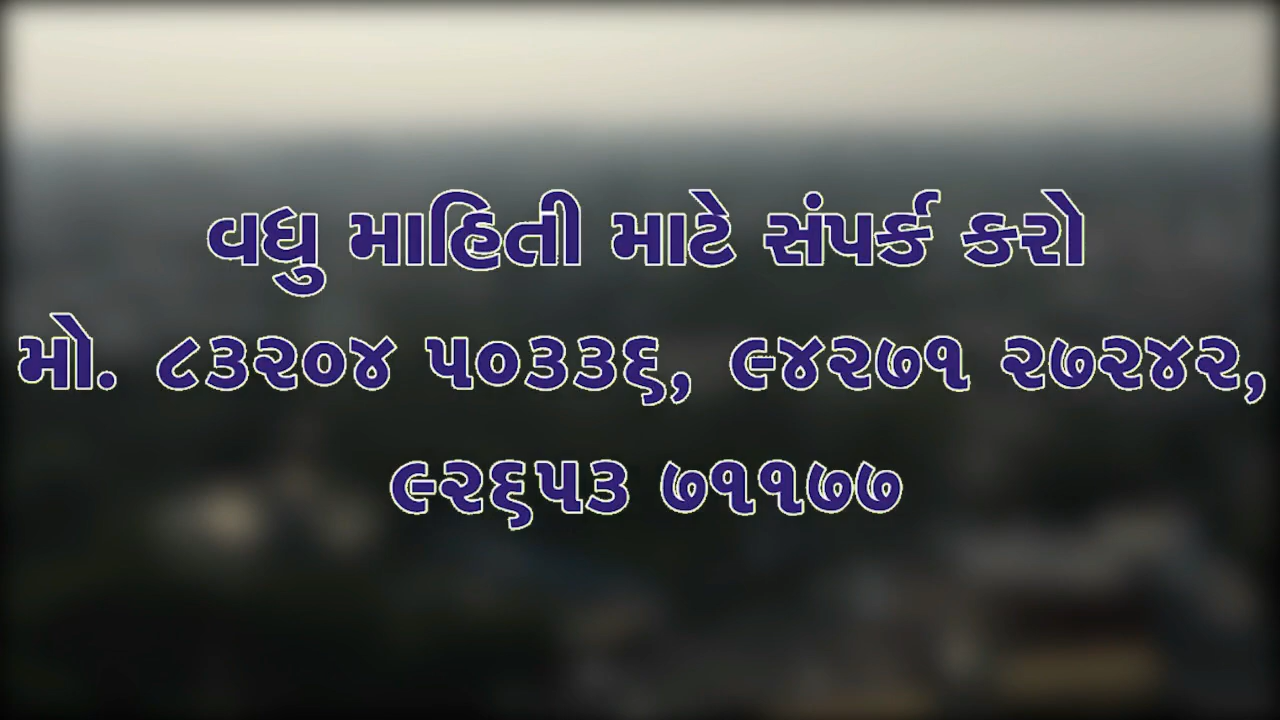 વધુ માહિતી માટે સંપર્ક કરો
મો. ૮૩૨૦૪ ૫૦૩૩૬, ૯૪૨૭૧ ૨૭૨૪૨,
૯૨૬૫૩ ૭૧૧૭૭